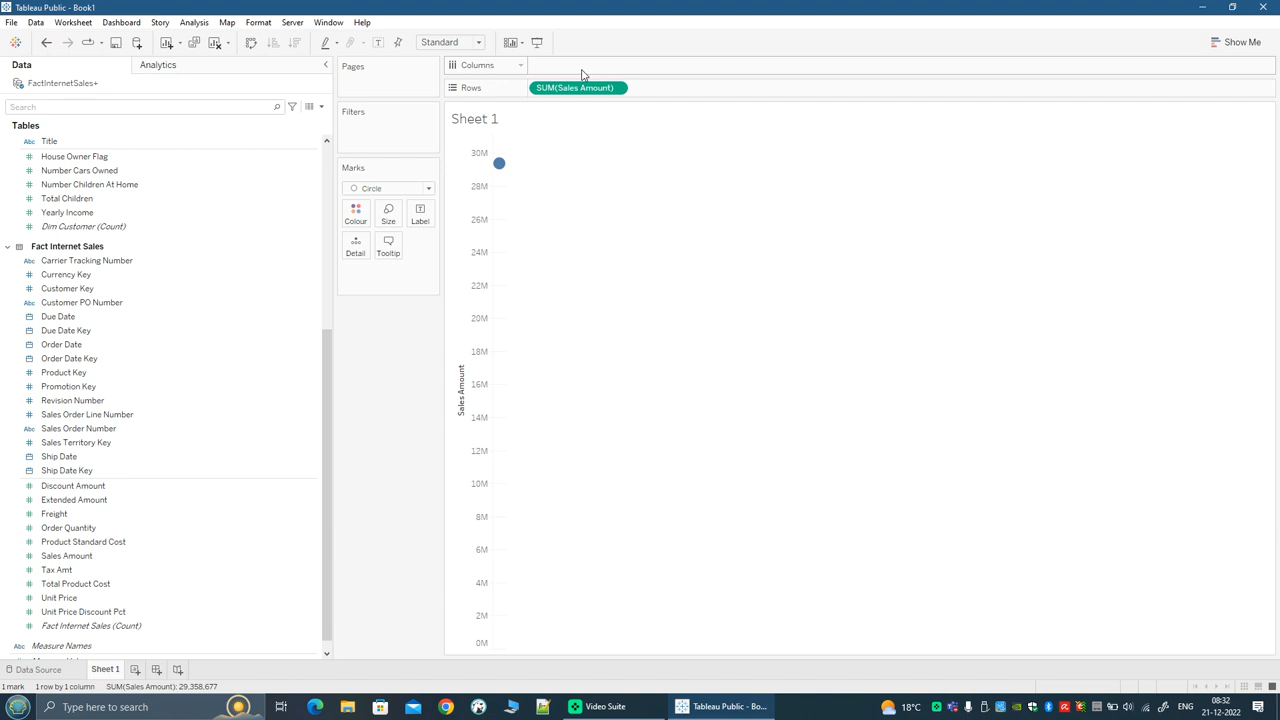 Tableau Public - Book1
File Data Worksheet Dashboard Story Analysis Map Format Server Window Help
Standard
Show Me
Data Analytics
FactInternetSales+
Search
Tables
Abc Title
House Owner Flag
Number Cars Owned
Number Children At Home
Total Children
Yearly Income
Dim Customer (Count)
Fact Internet Sales
Abc Carrier Tracking Number
Currency Key
Customer Key
Abc Customer PO Number
Due Date
Due Date Key
Order Date
Order Date Key
Product Key
Promotion Key
Revision Number
Sales Order Line Number
Abc Sales Order Number
Sales Territory Key
Ship Date
Ship Date Key
Discount Amount
Extended Amount
Freight
Order Quantity
Product Standard Cost
Sales Amount
Tax Amt
Total Product Cost
Unit Price
Unit Price Discount Pct
Fact Internet Sales (Count)
Abc Measure Names
Pages
Filters
Marks
Circle
Colour Size Label
Detail Tooltip
Columns
Rows SUM(Sales Amount)
Sheet 1
30M
28M
26M
24M
22M
20M
18M
16M
14M
12M
10M
8M
6M
4M
2M
0M
Sales Amount
Data Source Sheet 1
1 mark 1 row by 1 column SUM(Sales Amount): 29,358,677
Type here to search
Video Suite
Tableau Public - Bo...
18°C
ENG
08:32
21-12-2022